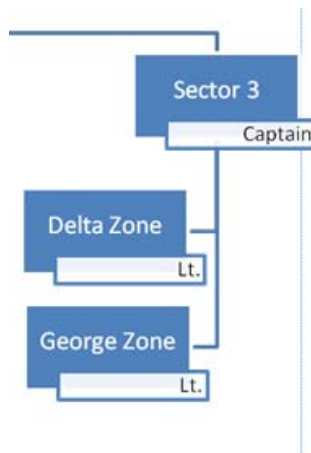 Sector 3
Captain
Delta Zone
Lt.
George Zone
Lt.